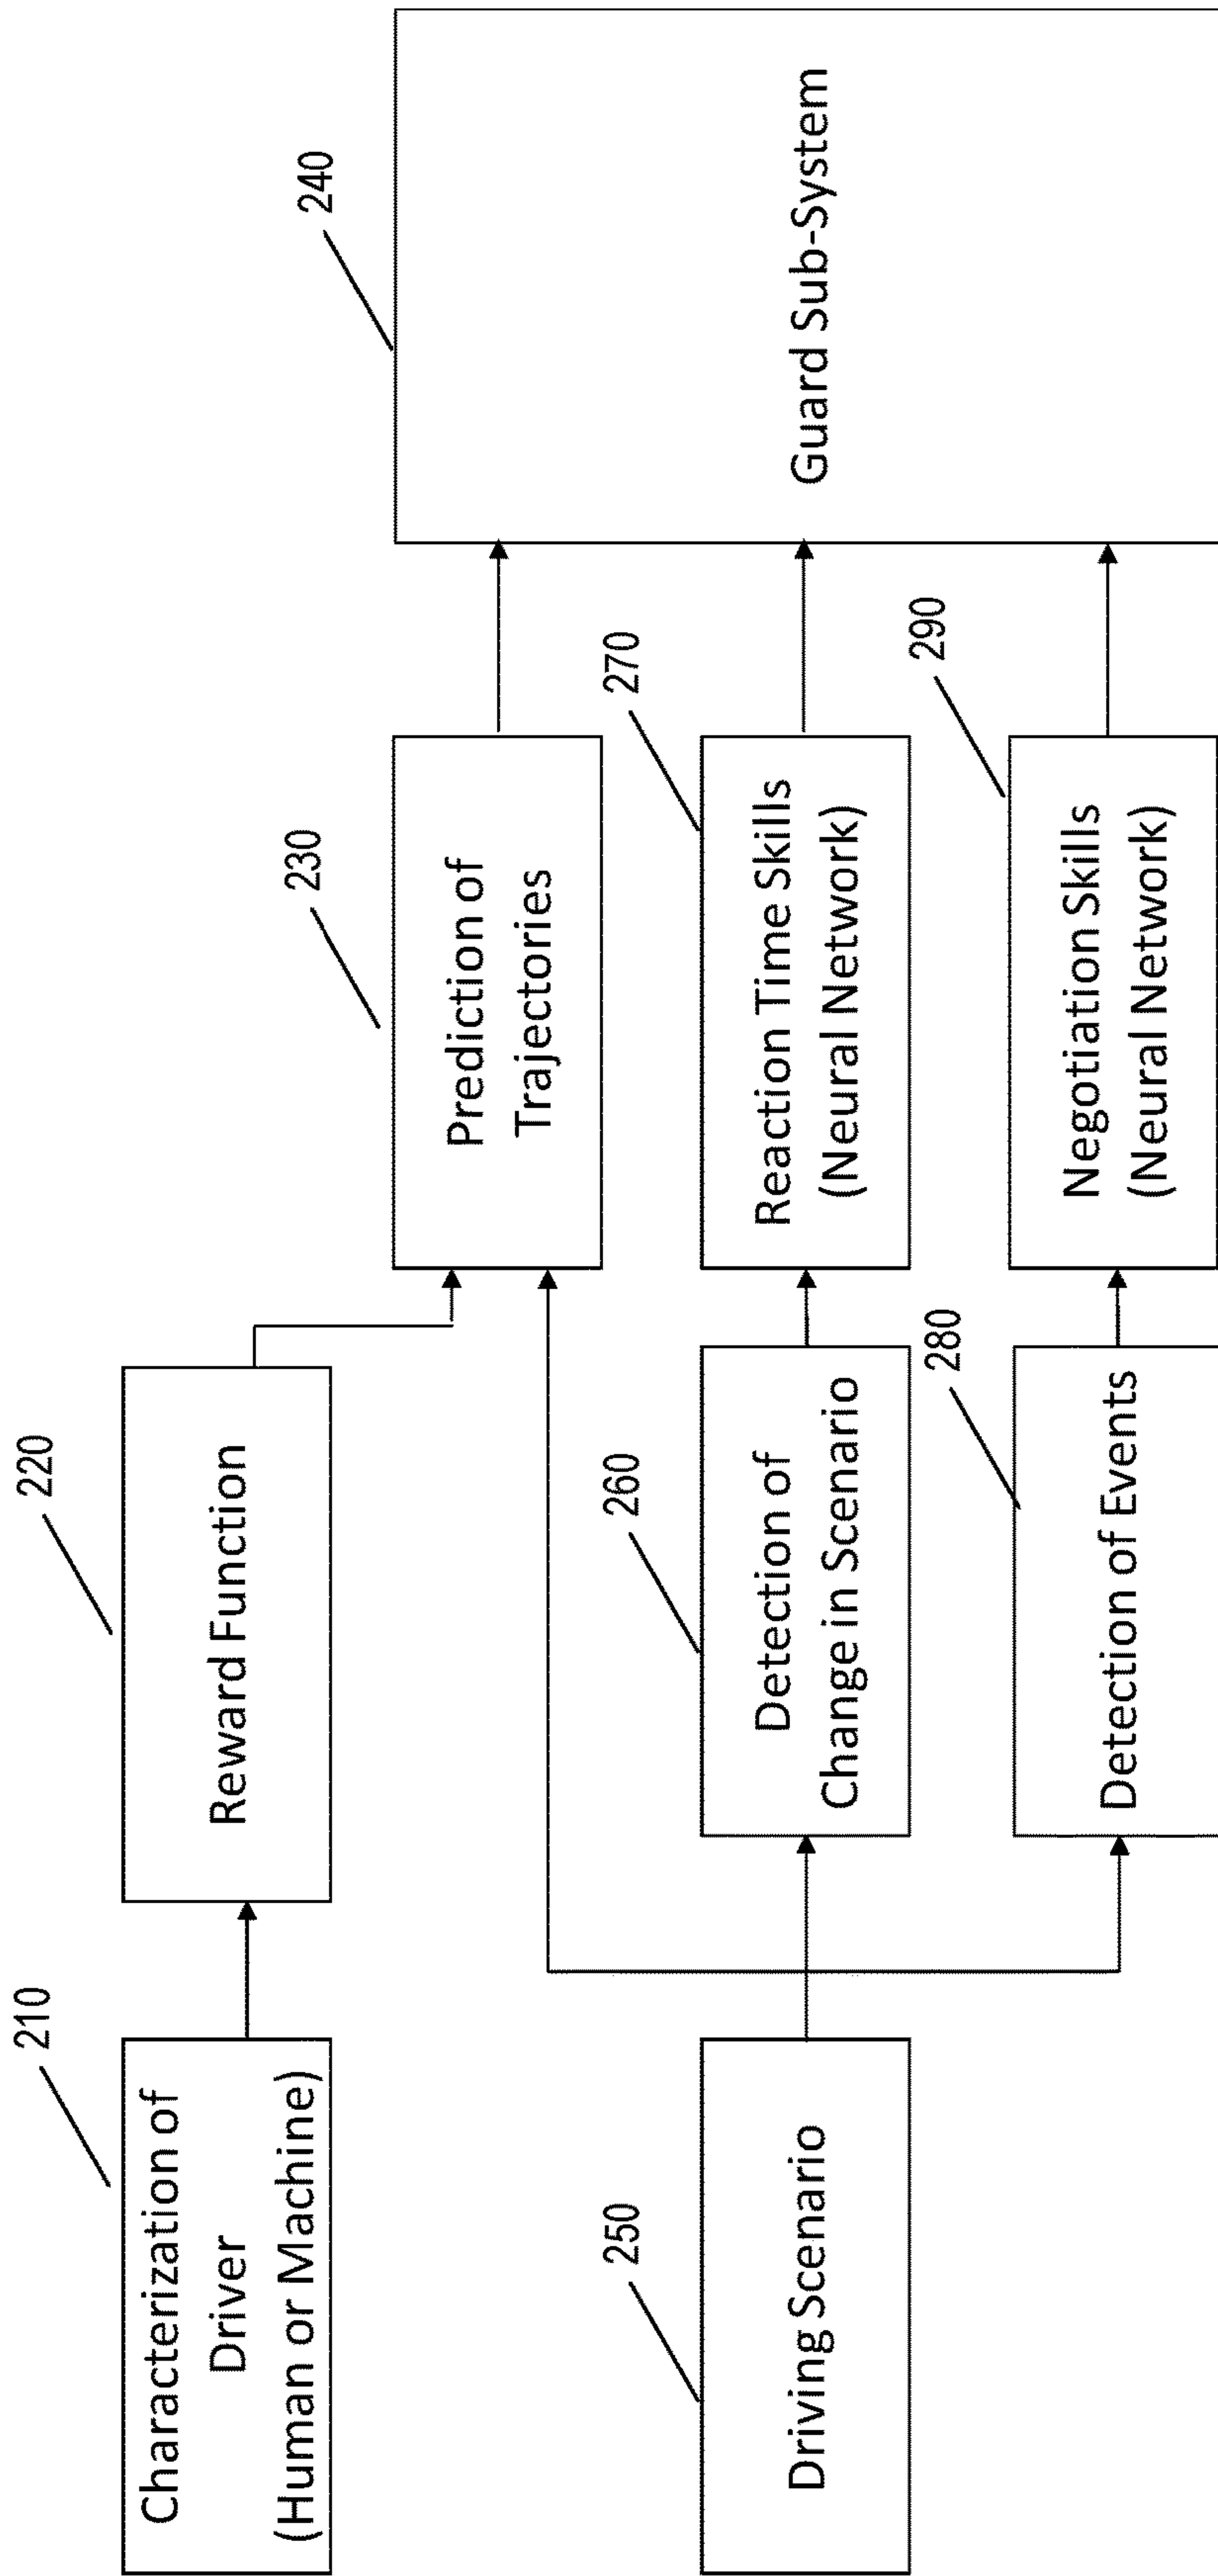 210
Characterization of
Driver
(Human or Machine)
220
Reward Function
230
Prediction of
Trajectories
240
Guard Sub-System
250
Driving Scenario
260
Detection of
Change in Scenario
270
Reaction Time Skills
(Neural Network)
280
Detection of Events
290
Negotiation Skills
(Neural Network)